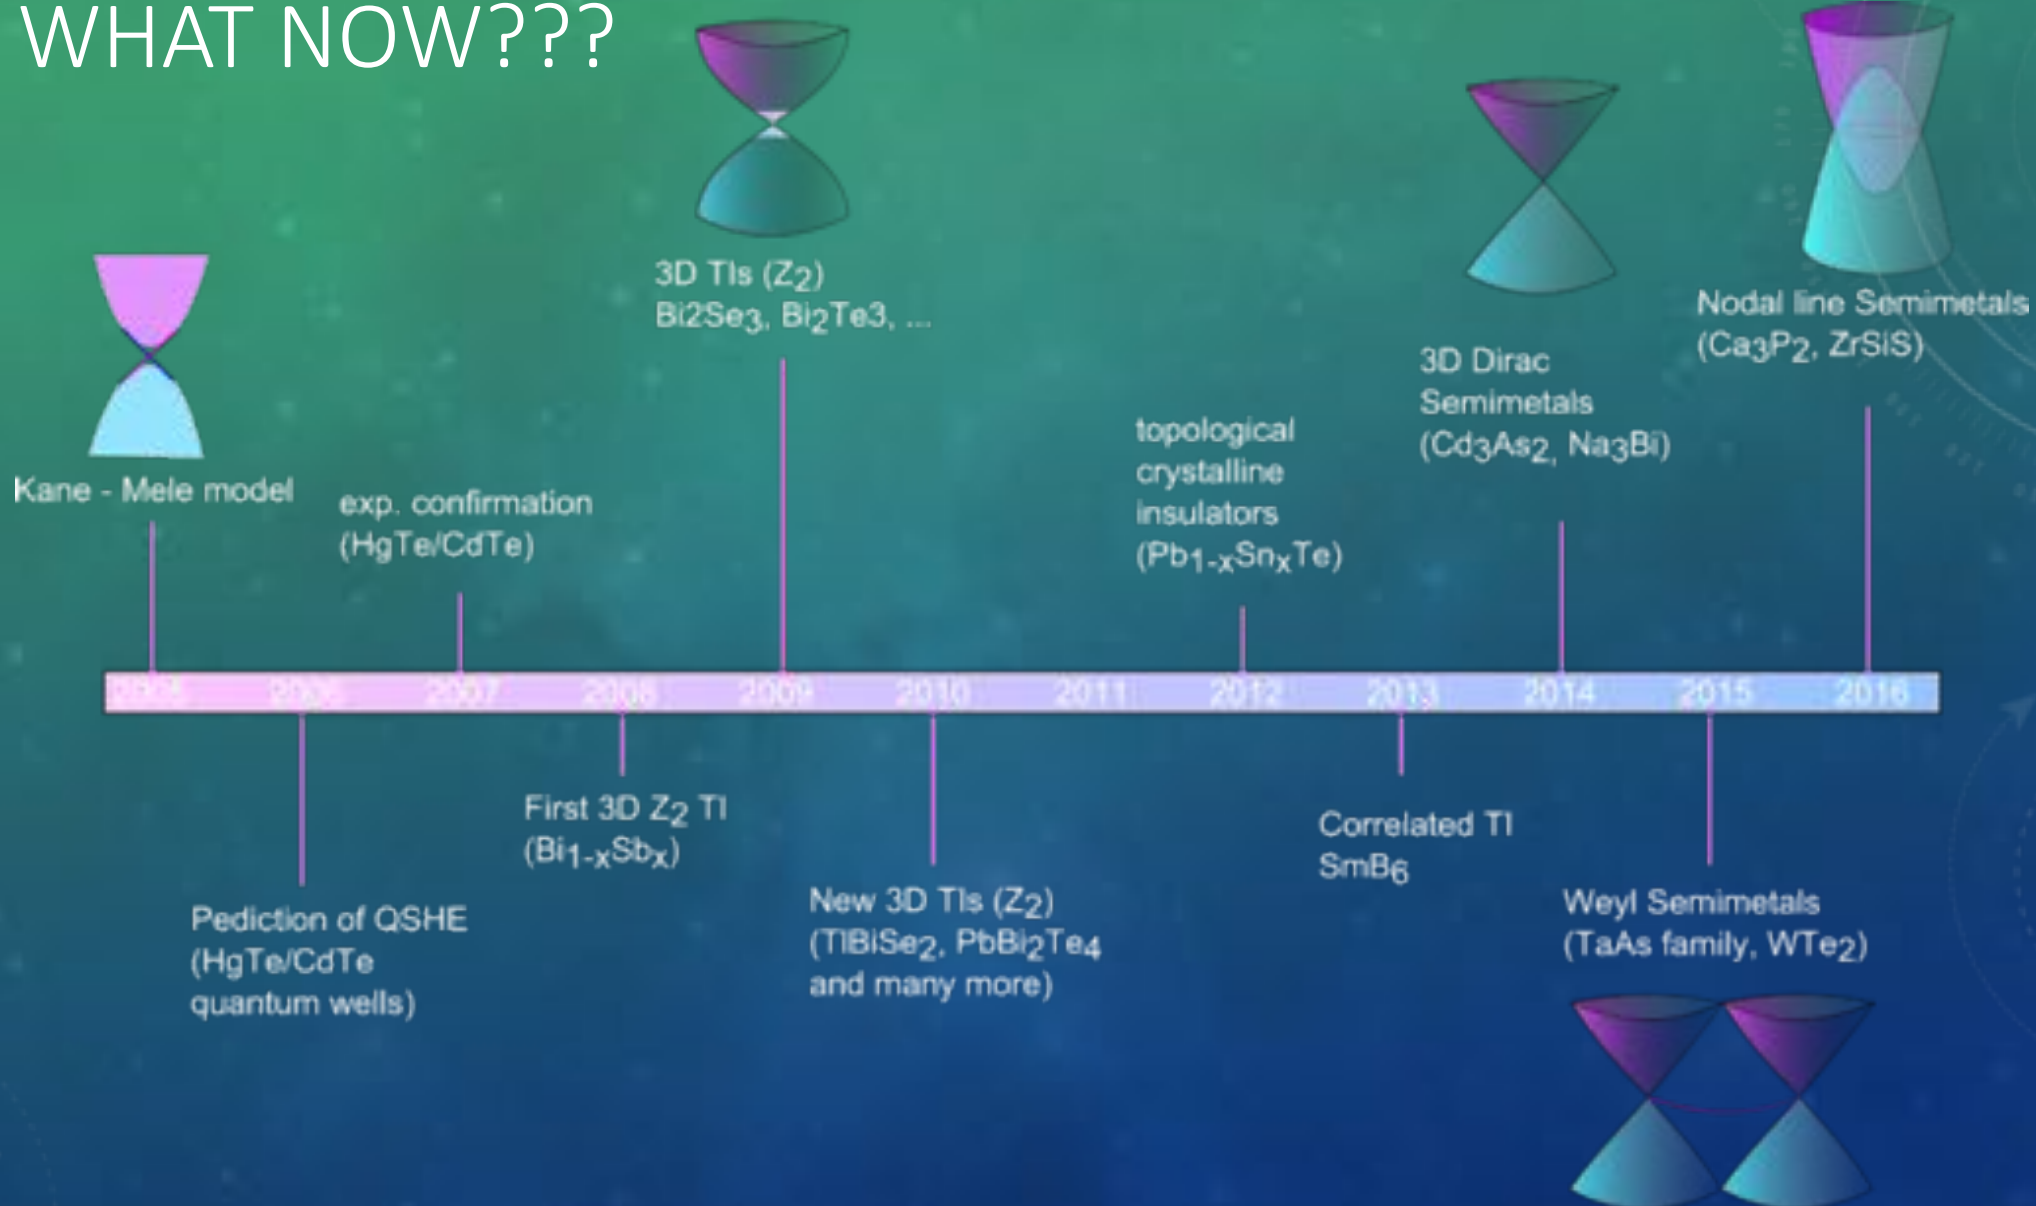 WHAT NOW???
Kane - Mele model
exp. confirmation
(HgTe/CdTe)
3D TIs (Z2)
Bi2Se3, Bi2Te3, ...
topological
crystalline
insulators
(Pb1-xSnxTe)
3D Dirac
Semimetals
(Cd3As2, Na3Bi)
Nodal line Semimetals
(Ca3P2, ZrSiS)
2005 2006 2007 2008 2009 2010 2011 2012 2013 2014 2015 2016
Pediction of QSHE
(HgTe/CdTe
quantum wells)
First 3D Z2 TI
(Bi1-xSbx)
New 3D TIs (Z2)
(TlBiSe2, PbBi2Te4
and many more)
Correlated TI
SmB6
Weyl Semimetals
(TaAs family, WTe2)